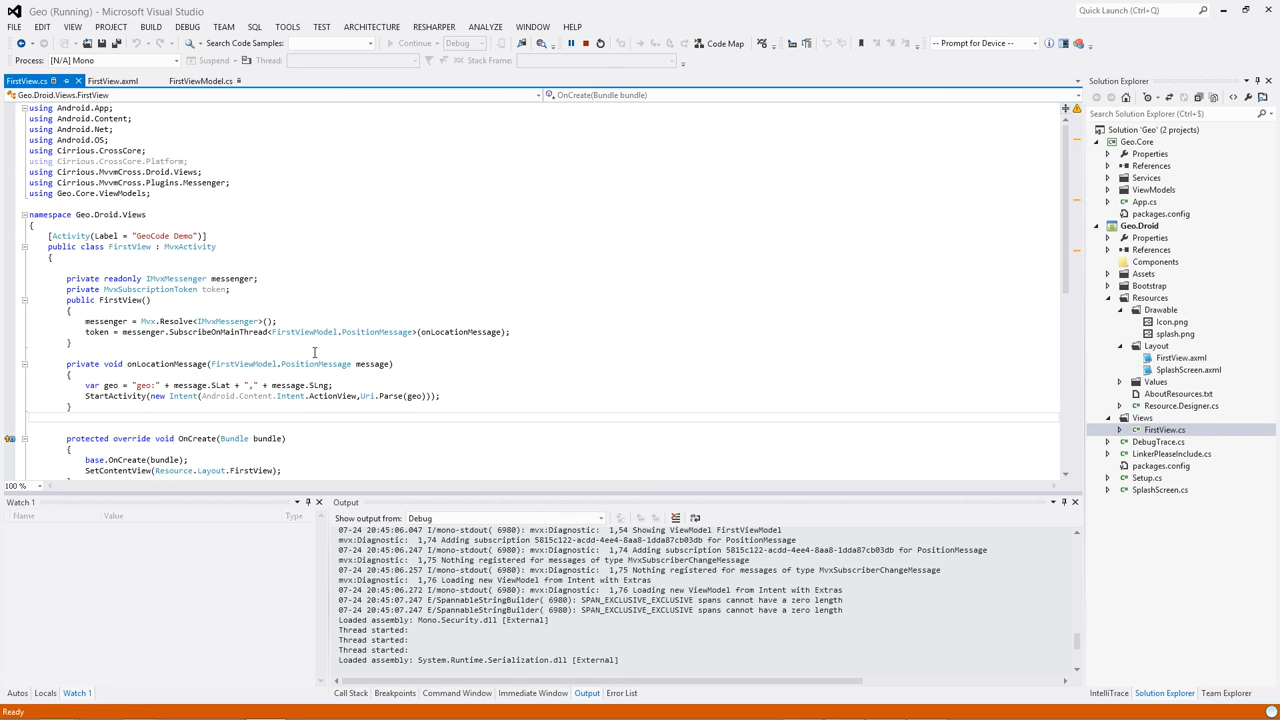 Geo (Running) - Microsoft Visual Studio
Quick Launch (Ctrl+Q)
FILE EDIT VIEW PROJECT BUILD DEBUG TEAM SQL TOOLS TEST ARCHITECTURE RESHARPER ANALYZE WINDOW HELP
Search Code Samples: Continue Debug Code Map -- Prompt for Device --
Process: [N/A] Mono Suspend Thread: Stack Frame:
FirstView.cs FirstView.axml FirstViewModel.cs
Geo.Droid.Views.FirstView OnCreate(Bundle bundle)
using Android.App;
using Android.Content;
using Android.Net;
using Android.OS;
using Cirrious.CrossCore;
using Cirrious.CrossCore.Platform;
using Cirrious.MvvmCross.Droid.Views;
using Cirrious.MvvmCross.Plugins.Messenger;
using Geo.Core.ViewModels;
namespace Geo.Droid.Views
{
[Activity(Label = "GeoCode Demo")]
public class FirstView : MvxActivity
{
private readonly IMvxMessenger messenger;
private MvxSubscriptionToken token;
public FirstView()
{
messenger = Mvx.Resolve<IMvxMessenger>();
token = messenger.SubscribeOnMainThread<FirstViewModel.PositionMessage>(onLocationMessage);
}
private void onLocationMessage(FirstViewModel.PositionMessage message)
{
var geo = "geo:" + message.SLat + "," + message.SLng;
StartActivity(new Intent(Android.Content.Intent.ActionView,Uri.Parse(geo)));
}
protected override void OnCreate(Bundle bundle)
{
base.OnCreate(bundle);
SetContentView(Resource.Layout.FirstView);
100 %
Solution Explorer
Search Solution Explorer (Ctrl+$)
Solution 'Geo' (2 projects)
Geo.Core
Properties
References
Services
ViewModels
App.cs
packages.config
Geo.Droid
Properties
References
Components
Assets
Bootstrap
Resources
Drawable
Icon.png
splash.png
Layout
FirstView.axml
SplashScreen.axml
Values
AboutResources.txt
Resource.Designer.cs
Views
FirstView.cs
DebugTrace.cs
LinkerPleaseInclude.cs
packages.config
Setup.cs
SplashScreen.cs
Watch 1
Name Value Type
Output
Show output from: Debug
07-24 20:45:06.047 I/mono-stdout( 6980): mvx:Diagnostic: 1,54 Showing ViewModel FirstViewModel
mvx:Diagnostic: 1,74 Adding subscription 5815c122-acdd-4ee4-8aa8-1dda87cb03db for PositionMessage
07-24 20:45:06.247 I/mono-stdout( 6980): mvx:Diagnostic: 1,74 Adding subscription 5815c122-acdd-4ee4-8aa8-1dda87cb03db for PositionMessage
mvx:Diagnostic: 1,75 Nothing registered for messages of type MvxSubscriberChangeMessage
07-24 20:45:06.257 I/mono-stdout( 6980): mvx:Diagnostic: 1,75 Nothing registered for messages of type MvxSubscriberChangeMessage
mvx:Diagnostic: 1,76 Loading new ViewModel from Intent with Extras
07-24 20:45:06.272 I/mono-stdout( 6980): mvx:Diagnostic: 1,76 Loading new ViewModel from Intent with Extras
07-24 20:45:07.247 E/SpannableStringBuilder( 6980): SPAN_EXCLUSIVE_EXCLUSIVE spans cannot have a zero length
07-24 20:45:07.247 E/SpannableStringBuilder( 6980): SPAN_EXCLUSIVE_EXCLUSIVE spans cannot have a zero length
Loaded assembly: Mono.Security.dll [External]
Thread started:
Thread started:
Thread started:
Loaded assembly: System.Runtime.Serialization.dll [External]
Autos Locals Watch 1
Call Stack Breakpoints Command Window Immediate Window Output Error List
IntelliTrace Solution Explorer Team Explorer
Ready